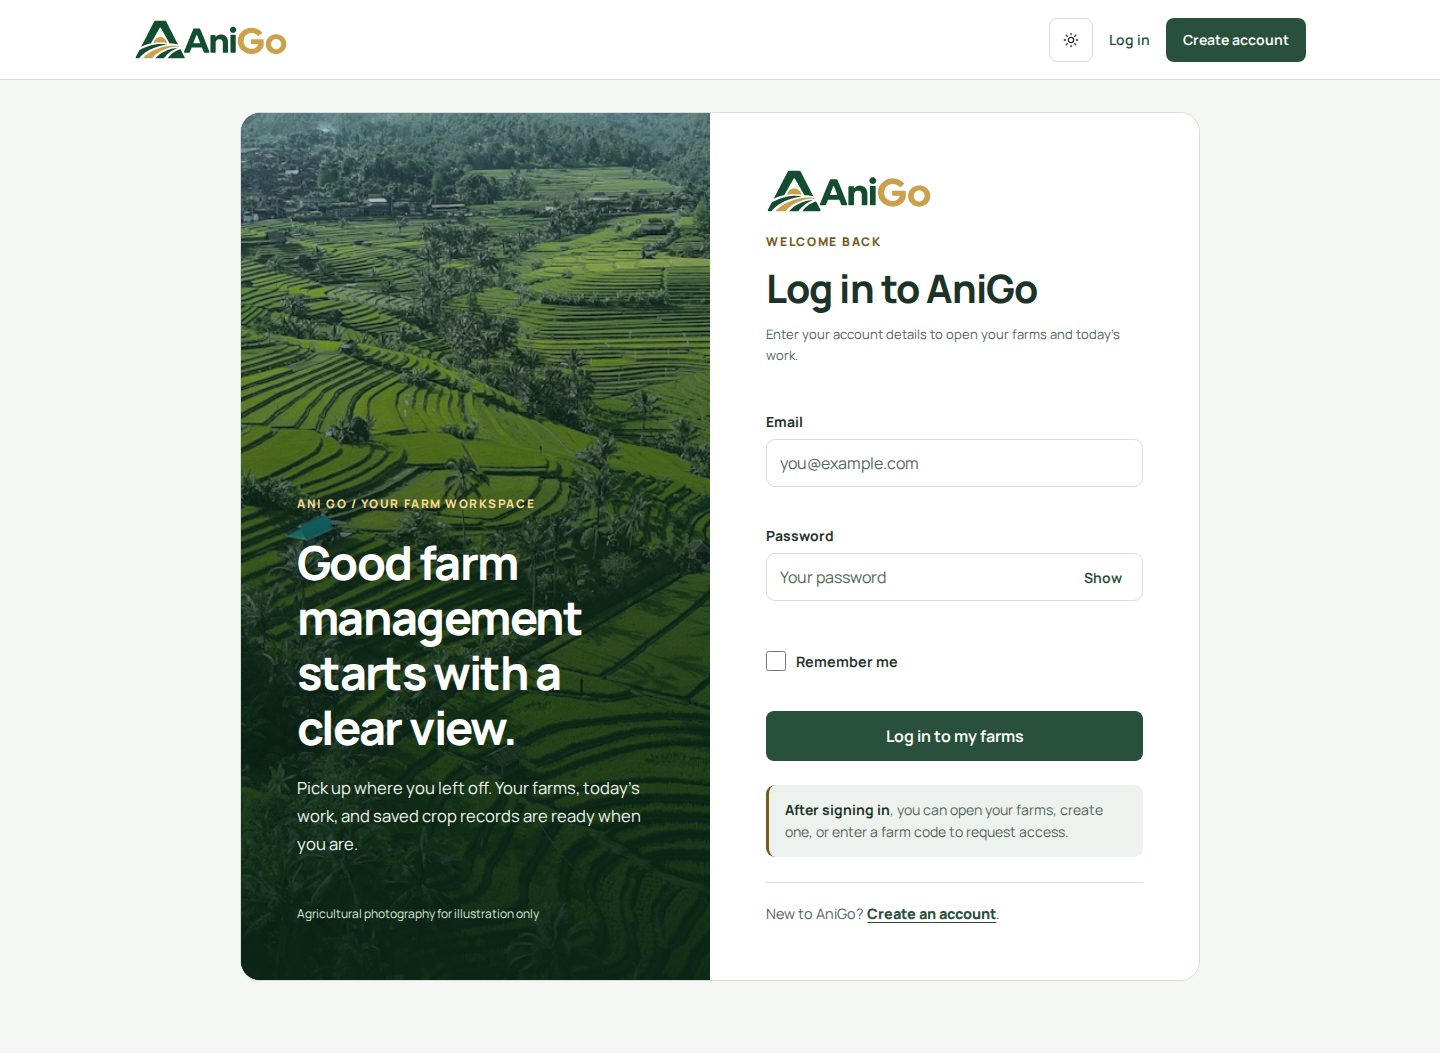 AniGo
Log in
Create account
ANI GO / YOUR FARM WORKSPACE
Good farm
management
starts with a
clear view.
Pick up where you left off. Your farms, today's
work, and saved crop records are ready when
you are.
Agricultural photography for illustration only
AniGo
WELCOME BACK
Log in to AniGo
Enter your account details to open your farms and today's
work.
Email
you@example.com
Password
Your password
Show
Remember me
Log in to my farms
After signing in, you can open your farms, create
one, or enter a farm code to request access.
New to AniGo? Create an account.